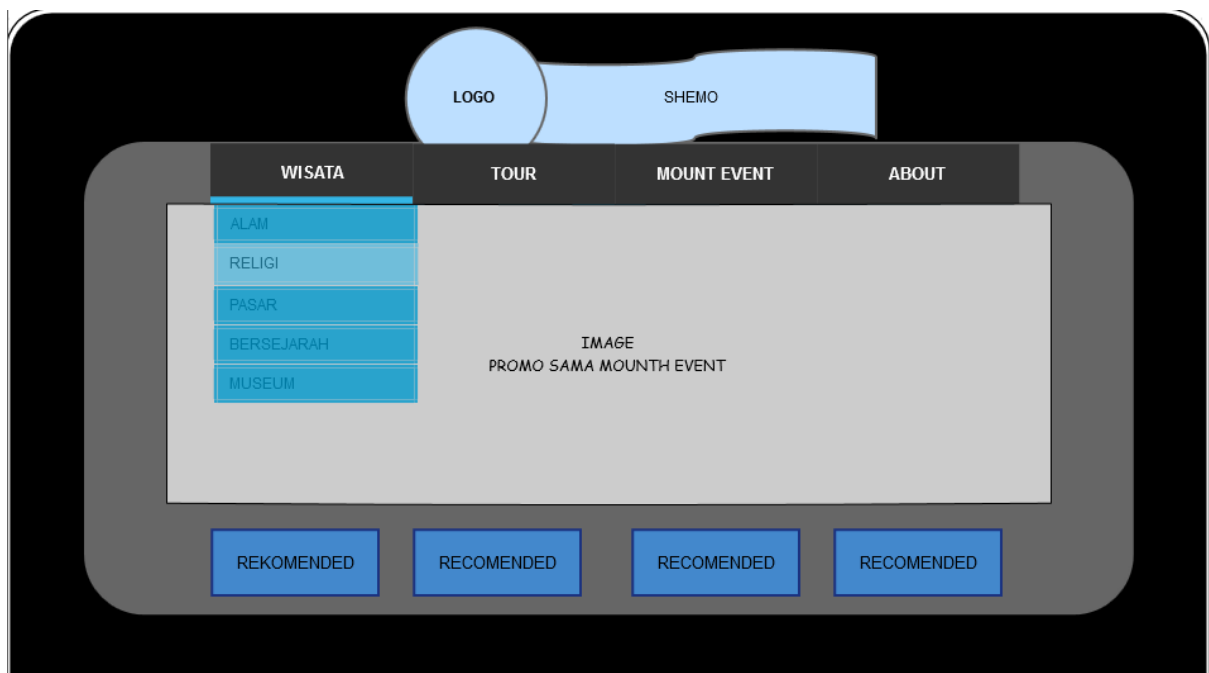 LOGO
SHEMO
WISATA
TOUR
MOUNT EVENT
ABOUT
ALAM
RELIGI
PASAR
BERSEJARAH
MUSEUM
IMAGE
PROMO SAMA MOUNTH EVENT
REKOMENDED
RECOMENDED
RECOMENDED
RECOMENDED